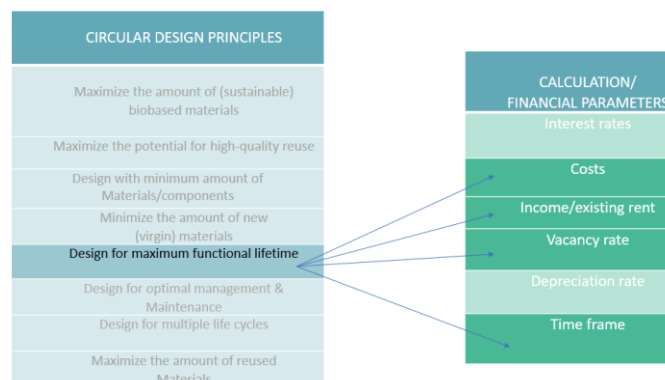 CIRCULAR DESIGN PRINCIPLES
Maximize the amount of (sustainable)
biobased materials
Maximize the potential for high-quality reuse
Design with minimum amount of
Materials/components
Minimize the amount of new
(virgin) materials
Design for maximum functional lifetime
Design for optimal management &
Maintenance
Design for multiple life cycles
Maximize the amount of reused
Materials
CALCULATION/
FINANCIAL PARAMETERS
Interest rates
Costs
Income/existing rent
Vacancy rate
Depreciation rate
Time frame